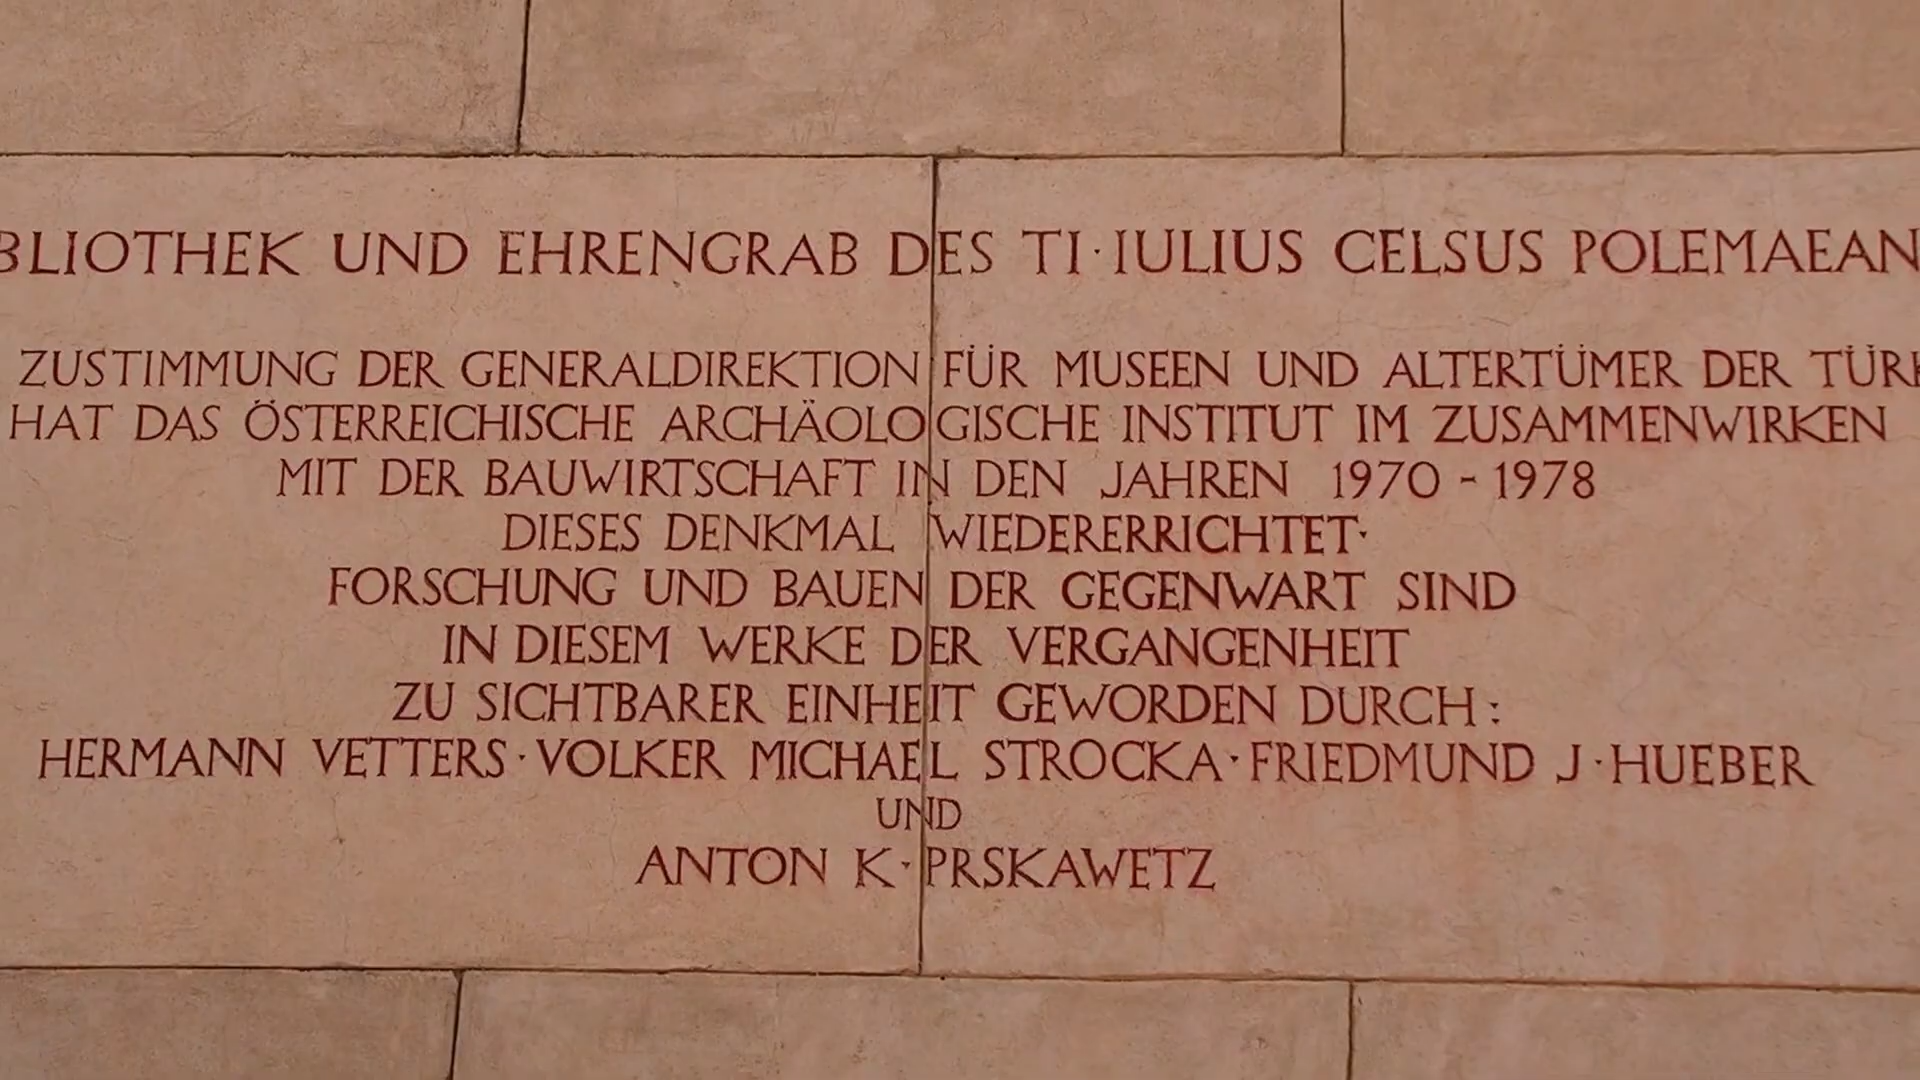 BLIOTHEK UND EHRENGRAB DES TI·IULIUS CELSUS POLEMAEAN
ZUSTIMMUNG DER GENERALDIREKTION FÜR MUSEEN UND ALTERTÜMER DER TÜRK
HAT DAS ÖSTERREICHISCHE ARCHÄOLOGISCHE INSTITUT IM ZUSAMMENWIRKEN
MIT DER BAUWIRTSCHAFT IN DEN JAHREN 1970 - 1978
DIESES DENKMAL WIEDERERRICHTET·
FORSCHUNG UND BAUEN DER GEGENWART SIND
IN DIESEM WERKE DER VERGANGENHEIT
ZU SICHTBARER EINHEIT GEWORDEN DURCH:
HERMANN VETTERS·VOLKER MICHAEL STROCKA·FRIEDMUND J·HUEBER
UND
ANTON K·PRSKAWETZ